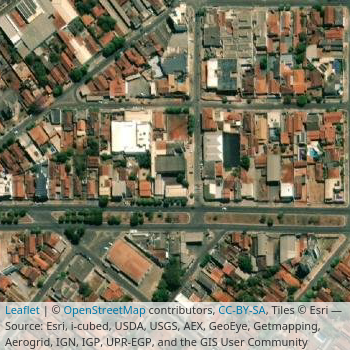 Leaflet | © OpenStreetMap contributors, CC-BY-SA, Tiles © Esri —
Source: Esri, i-cubed, USDA, USGS, AEX, GeoEye, Getmapping,
Aerogrid, IGN, IGP, UPR-EGP, and the GIS User Community